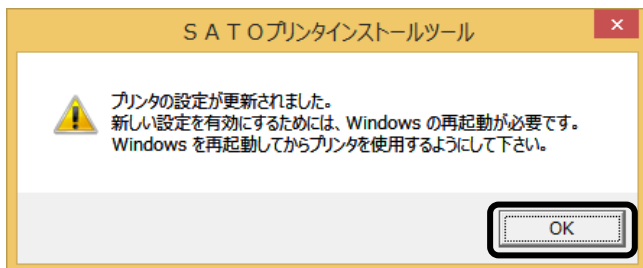 ＳＡＴＯプリンタインストールツール
プリンタの設定が更新されました。
新しい設定を有効にするためには、Windows の再起動が必要です。
Windows を再起動してからプリンタを使用するようにして下さい。
OK